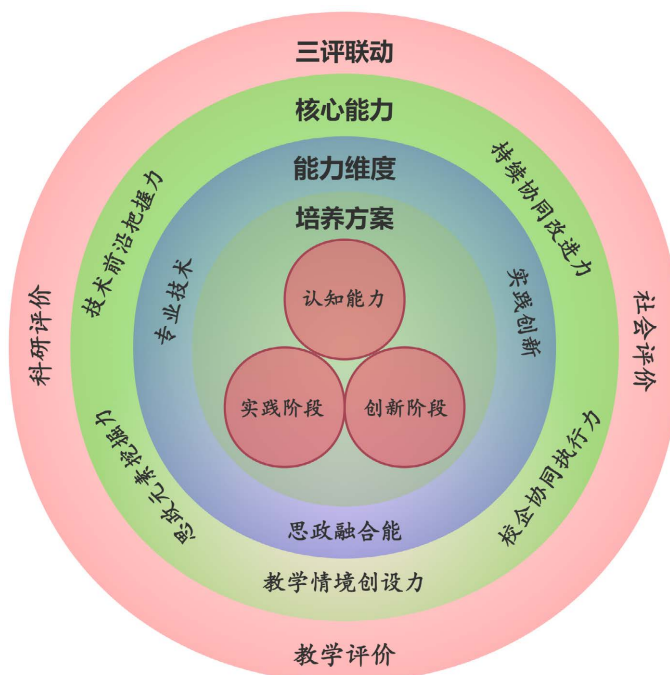 三评联动
核心能力
能力维度
培养方案
持续协同改进力
技术前沿把握力
认知能力
专业技术
实践创新
科研评价
社会评价
实践阶段
创新阶段
思政元素挖掘力
校企协同执行力
思政融合能
教学情境创设力
教学评价